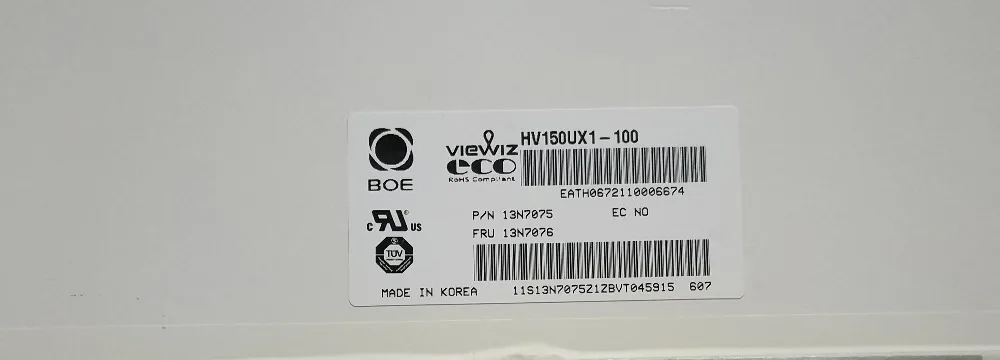 BOE
VIEWIZ
eco
RoHS Compliant
HV150UX1-100
EATH0672110006674
P/N 13N7075 EC NO
FRU 13N7076
c RU us
TÜV
MADE IN KOREA 11S13N7075Z1ZBVT045915 607